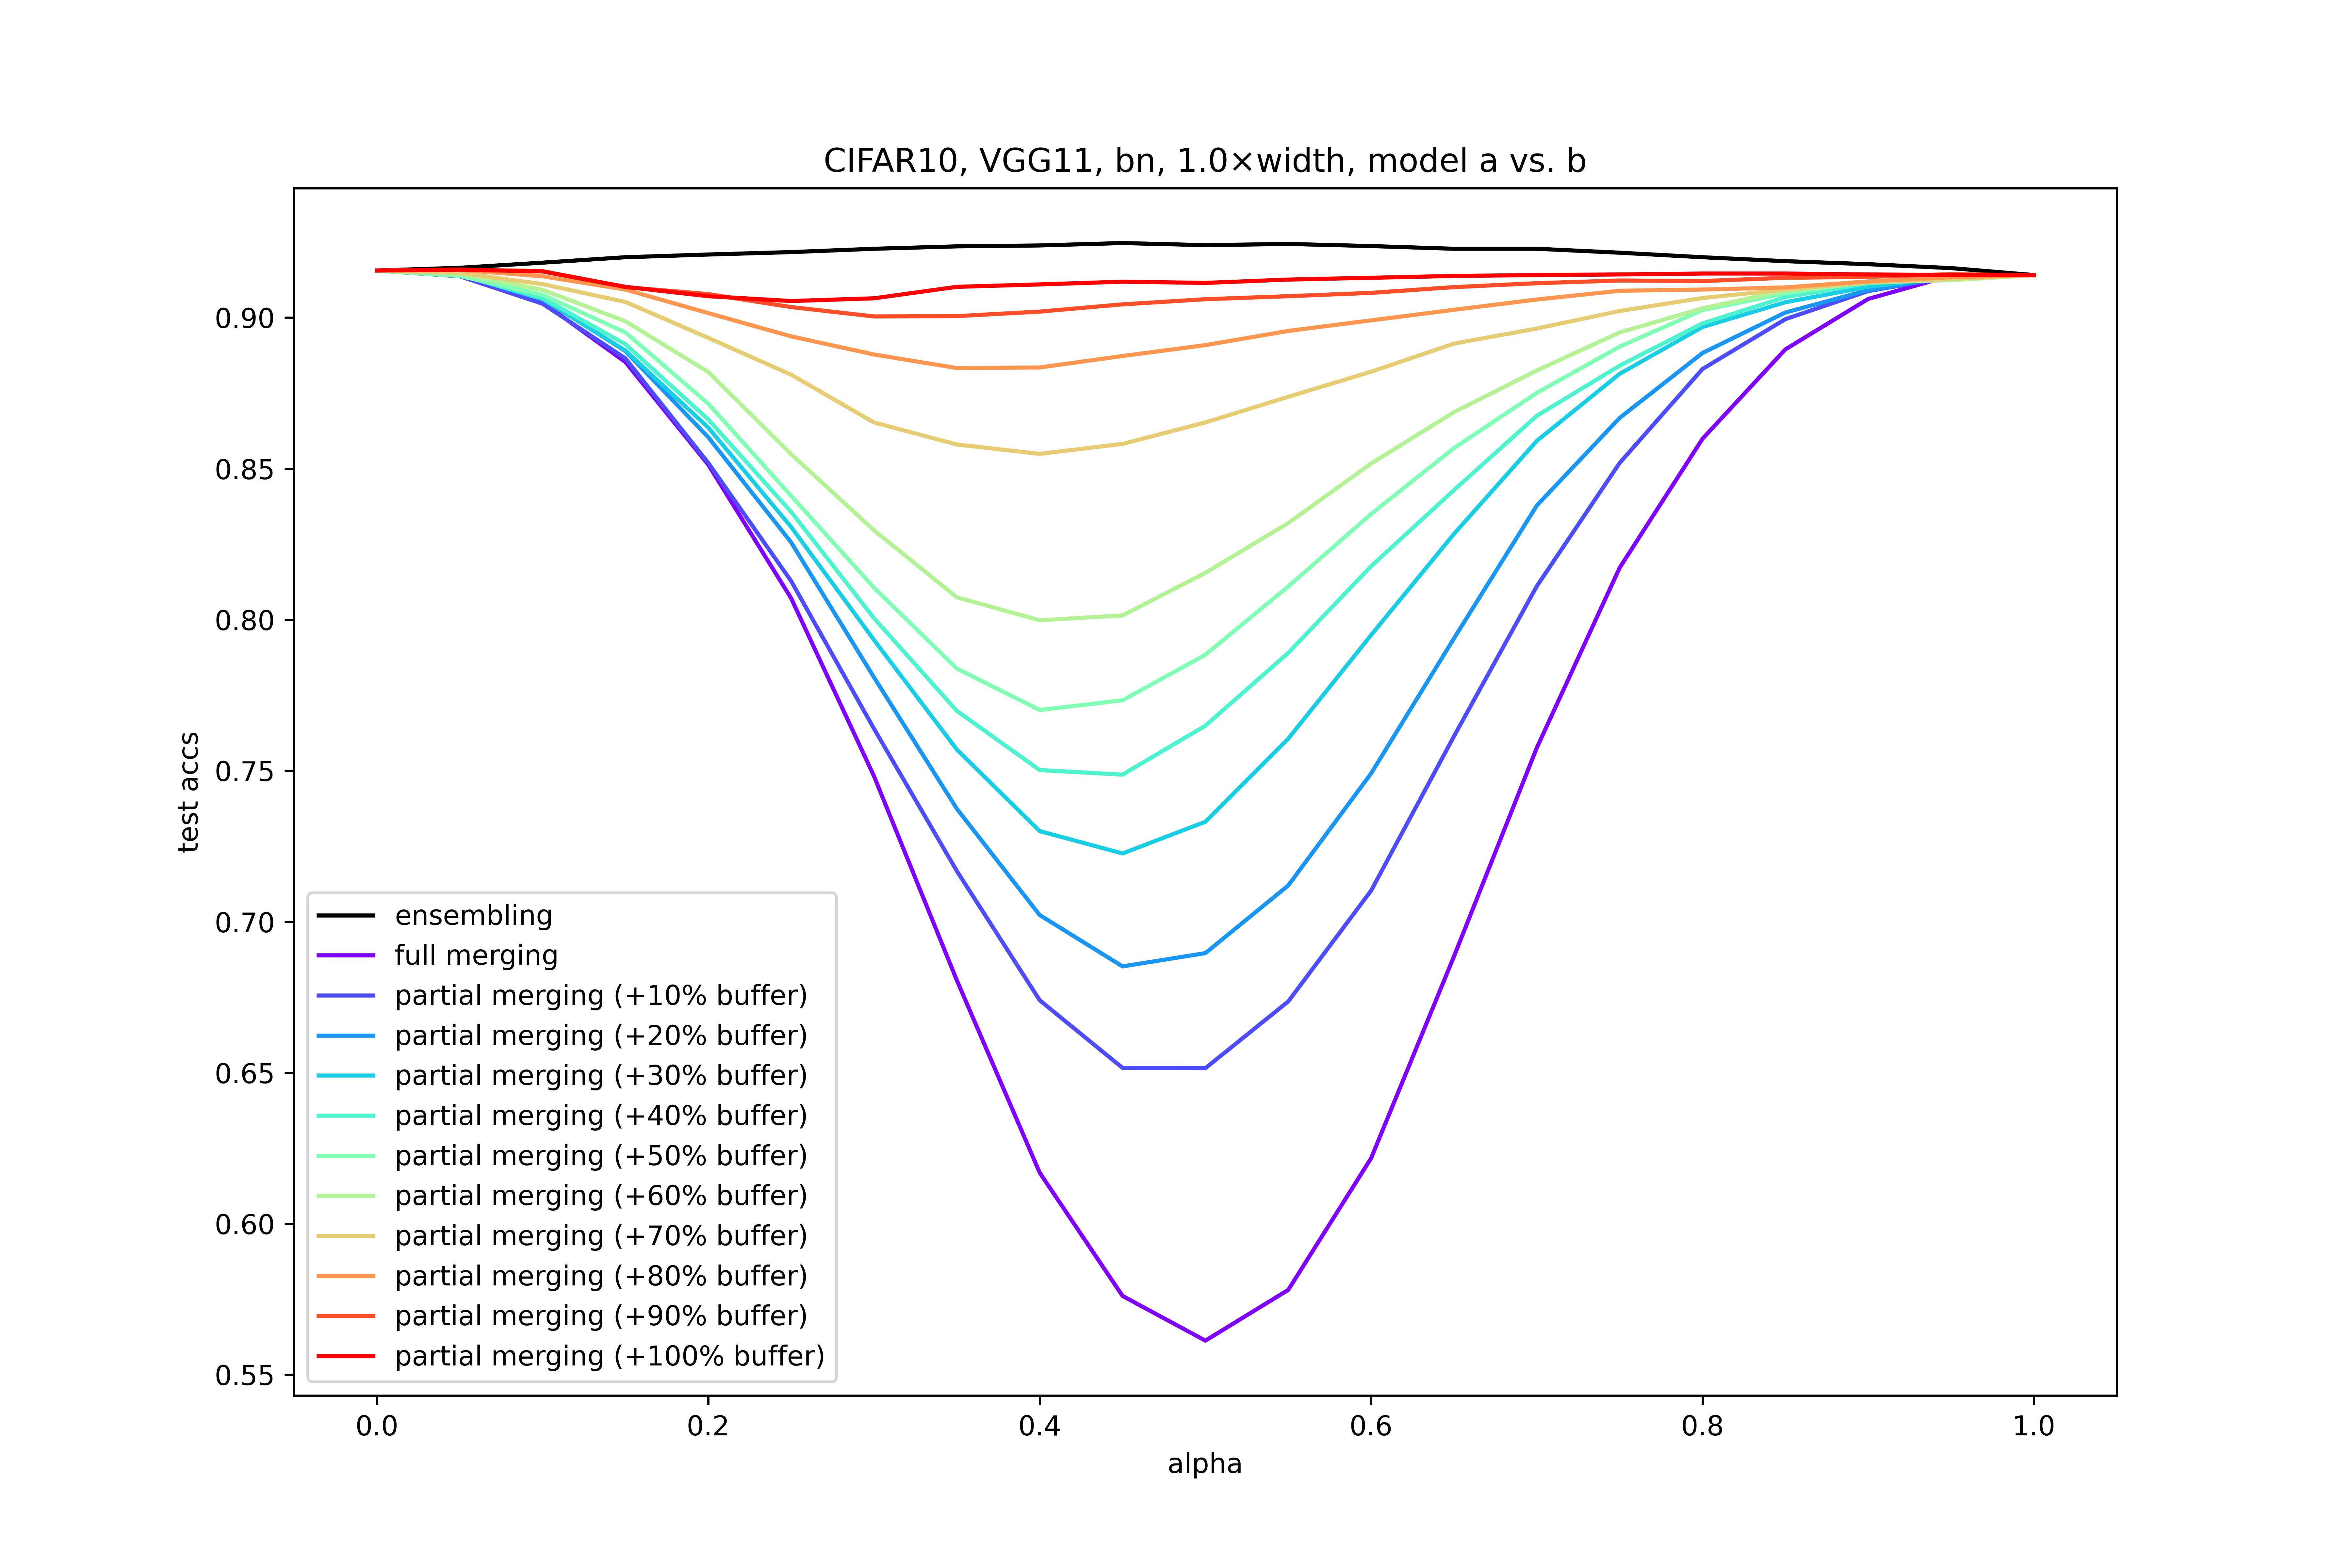 CIFAR10, VGG11, bn, 1.0×width, model a vs. b
test accs
0.90
0.85
0.80
0.75
0.70
0.65
0.60
0.55
ensembling
full merging
partial merging (+10% buffer)
partial merging (+20% buffer)
partial merging (+30% buffer)
partial merging (+40% buffer)
partial merging (+50% buffer)
partial merging (+60% buffer)
partial merging (+70% buffer)
partial merging (+80% buffer)
partial merging (+90% buffer)
partial merging (+100% buffer)
0.0 0.2 0.4 0.6 0.8 1.0
alpha